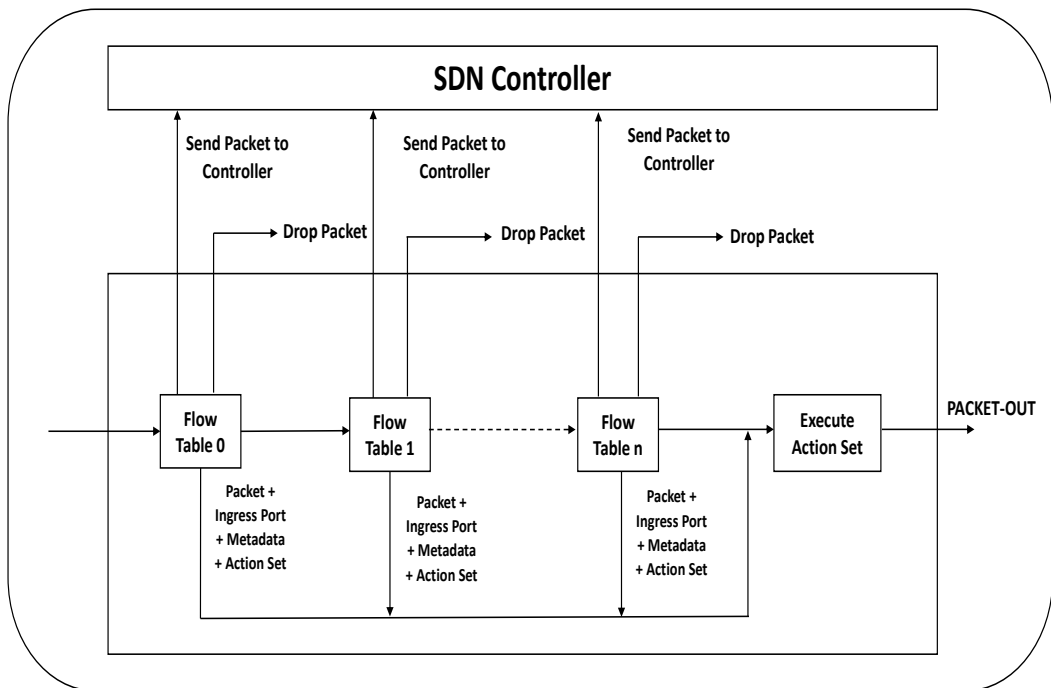 SDN Controller
Send Packet to
Controller
Send Packet to
Controller
Send Packet to
Controller
Drop Packet
Drop Packet
Drop Packet
Flow
Table 0
Flow
Table 1
Flow
Table n
Execute
Action Set
PACKET-OUT
Packet +
Ingress Port
+ Metadata
+ Action Set
Packet +
Ingress Port
+ Metadata
+ Action Set
Packet +
Ingress Port
+ Metadata
+ Action Set